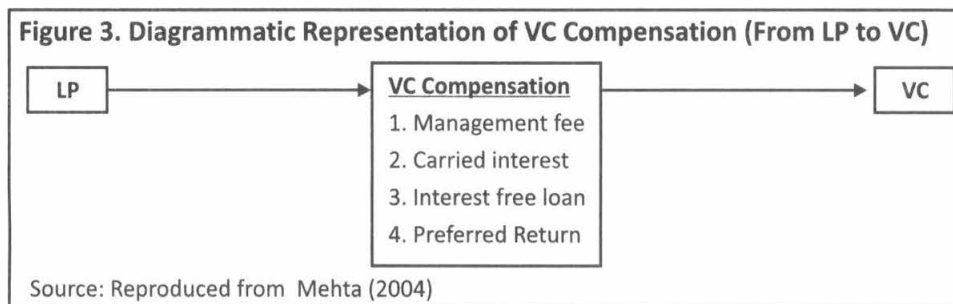 Figure 3. Diagrammatic Representation of VC Compensation (From LP to VC)
LP
VC Compensation
1. Management fee
2. Carried interest
3. Interest free loan
4. Preferred Return
VC
Source: Reproduced from Mehta (2004)